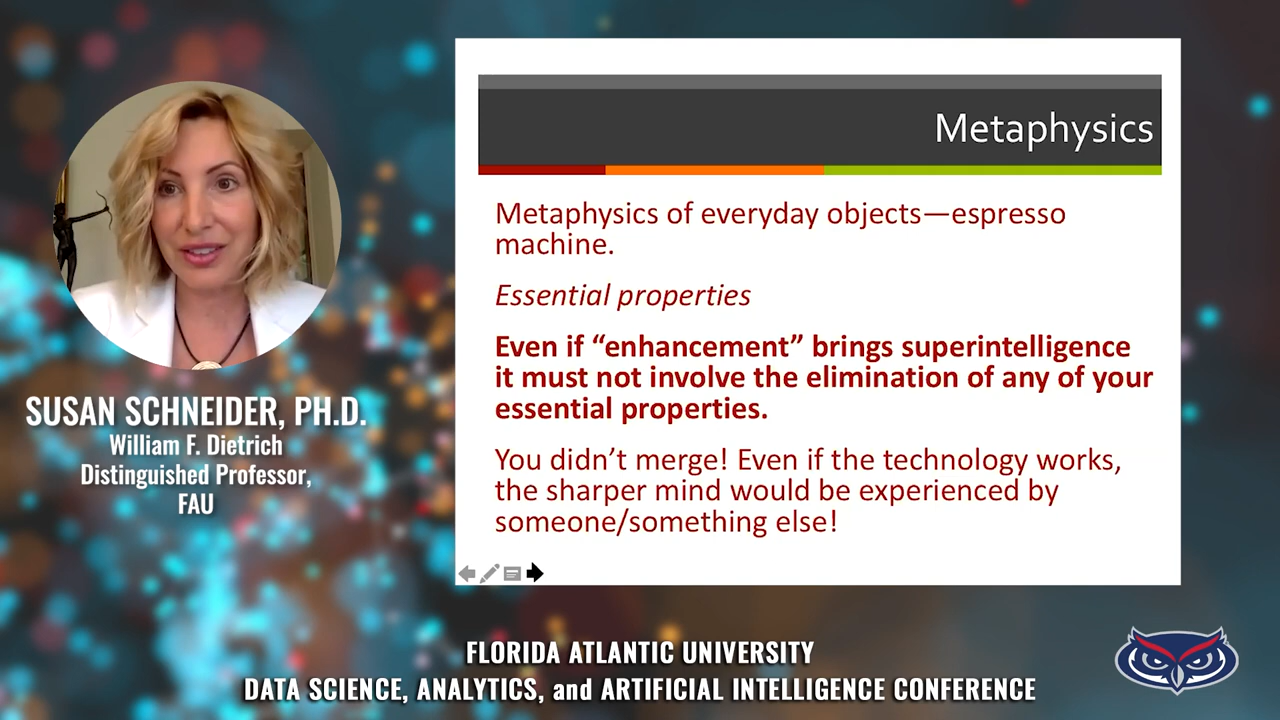 Metaphysics
Metaphysics of everyday objects—espresso
machine.
Essential properties
Even if “enhancement” brings superintelligence
it must not involve the elimination of any of your
essential properties.
You didn’t merge! Even if the technology works,
the sharper mind would be experienced by
someone/something else!
SUSAN SCHNEIDER, PH.D.
William F. Dietrich
Distinguished Professor,
FAU
FLORIDA ATLANTIC UNIVERSITY
DATA SCIENCE, ANALYTICS, and ARTIFICIAL INTELLIGENCE CONFERENCE